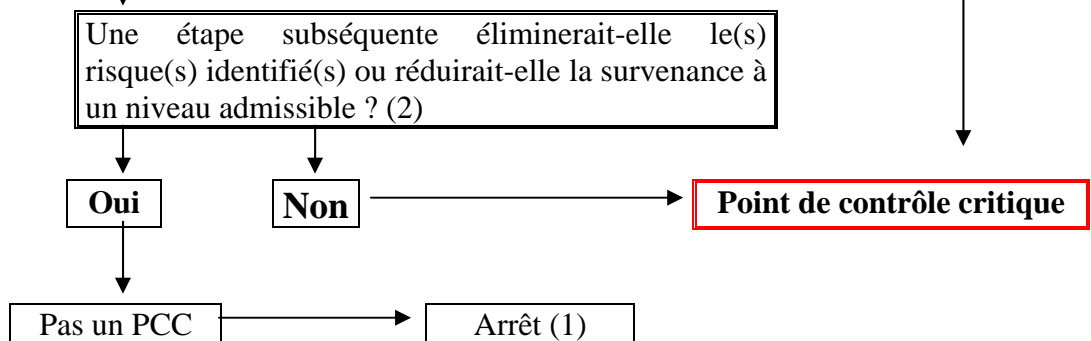 Une étape subséquente éliminerait-elle le(s)
risque(s) identifié(s) ou réduirait-elle la survenance à
un niveau admissible ? (2)
Oui
Non
Point de contrôle critique
Pas un PCC
Arrêt (1)